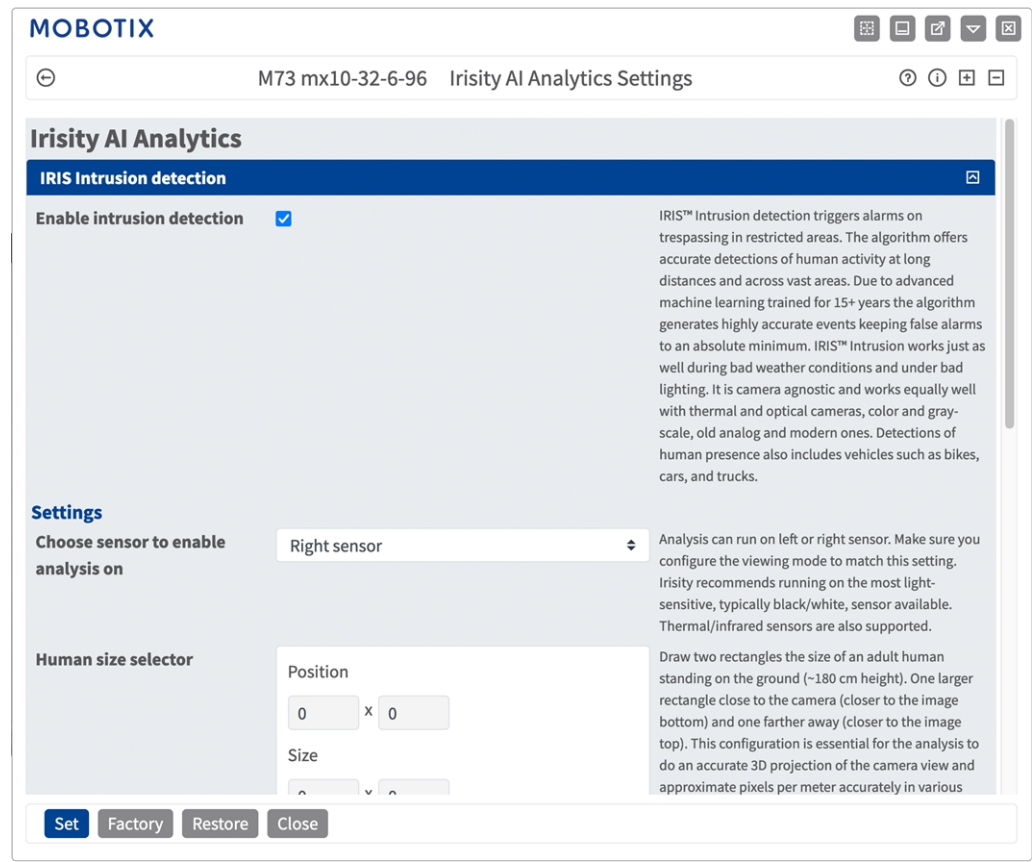 MOBOTIX
M73 mx10-32-6-96 Irisity AI Analytics Settings
Irisity AI Analytics
IRIS Intrusion detection
Enable intrusion detection
IRIS™ Intrusion detection triggers alarms on
trespassing in restricted areas. The algorithm offers
accurate detections of human activity at long
distances and across vast areas. Due to advanced
machine learning trained for 15+ years the algorithm
generates highly accurate events keeping false alarms
to an absolute minimum. IRIS™ Intrusion works just as
well during bad weather conditions and under bad
lighting. It is camera agnostic and works equally well
with thermal and optical cameras, color and gray-
scale, old analog and modern ones. Detections of
human presence also includes vehicles such as bikes,
cars, and trucks.
Settings
Choose sensor to enable
analysis on
Right sensor
Analysis can run on left or right sensor. Make sure you
configure the viewing mode to match this setting.
Irisity recommends running on the most light-
sensitive, typically black/white, sensor available.
Thermal/infrared sensors are also supported.
Human size selector
Position
0 x 0
Size
0 x 0
Draw two rectangles the size of an adult human
standing on the ground (~180 cm height). One larger
rectangle close to the camera (closer to the image
bottom) and one farther away (closer to the image
top). This configuration is essential for the analysis to
do an accurate 3D projection of the camera view and
approximate pixels per meter accurately in various
Set Factory Restore Close